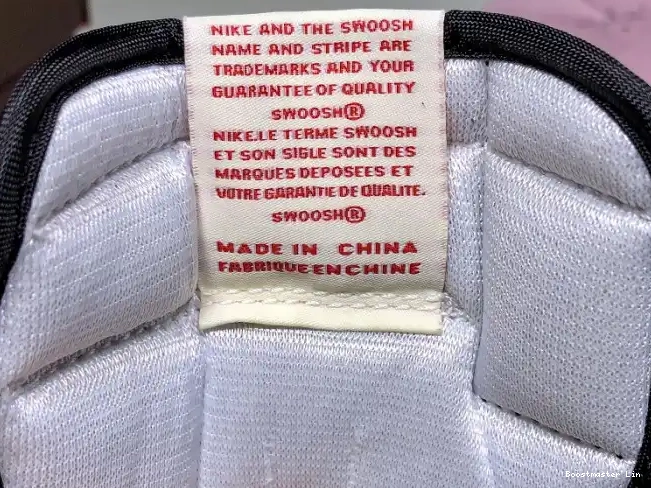 NIKE AND THE SWOOSH
NAME AND STRIPE ARE
TRADEMARKS AND YOUR
GUARANTEE OF QUALITY
SWOOSH®
NIKE.LE TERME SWOOSH
ET SON SIGLE SONT DES
MARQUES DEPOSEES ET
VOTRE GARANTIE DE QUALITE.
SWOOSH®
MADE IN CHINA
FABRIQUE EN CHINE
Boostmaster Lin